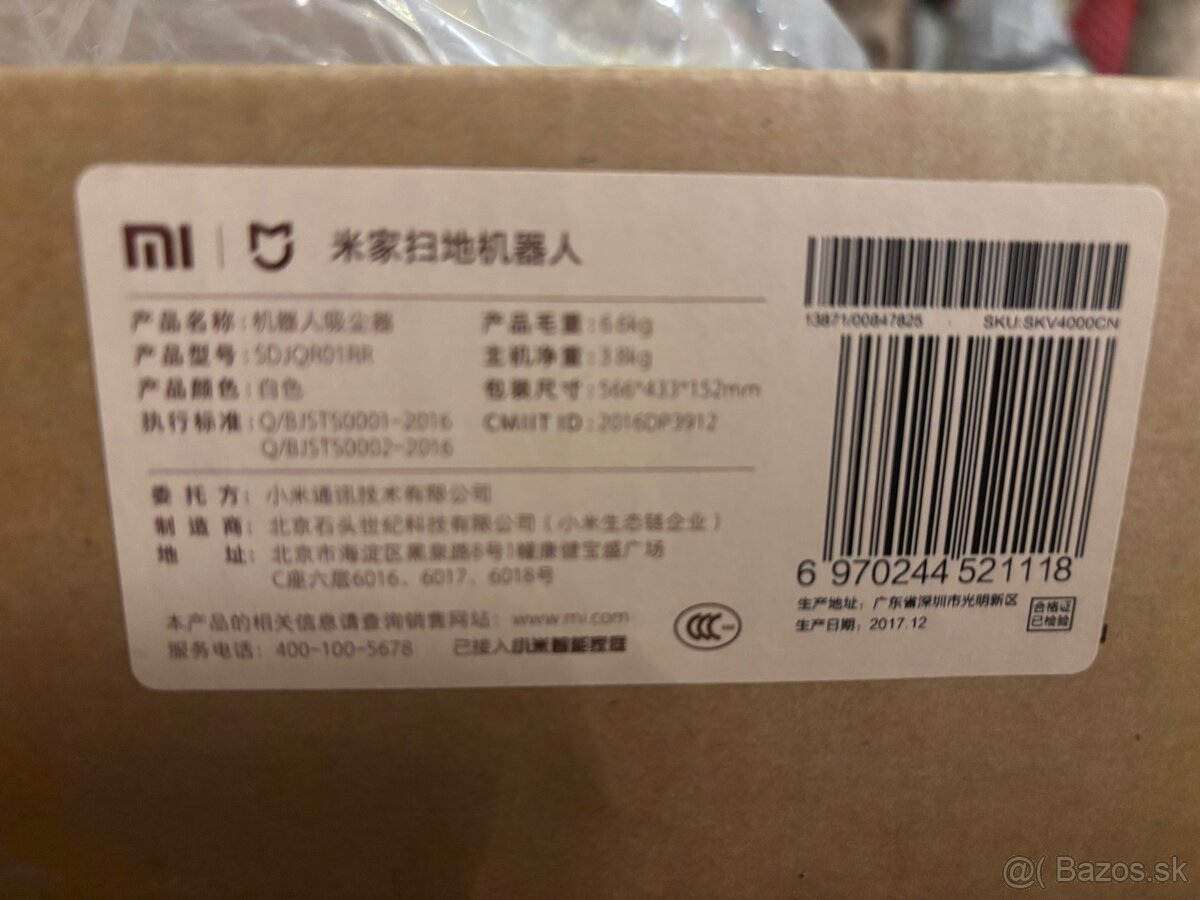 mi 米家扫地机器人
产品名称：机器人吸尘器
产品型号：SDJQR01RR
产品颜色：白色
执行标准：Q/BJST50001-2016
Q/BJST50002-2016
产品毛重：6.6kg
主机净重：3.8kg
包装尺寸：566*433*152mm
CMIIT ID：2016DP3912
委托方：小米通讯技术有限公司
制造商：北京石头世纪科技有限公司（小米生态链企业）
地址：北京市海淀区黑泉路8号1幢康健宝盛广场
C座六层6016、6017、6018号
本产品的相关信息请查询销售网站：www.mi.com
服务电话：400-100-5678 已接入小米智能家庭
CCC
13871/00847825 SKU:SKV4000CN
6 970244 521118
生产地址：广东省深圳市光明新区
生产日期：2017.12
合格证
已检验
@( Bazos.sk